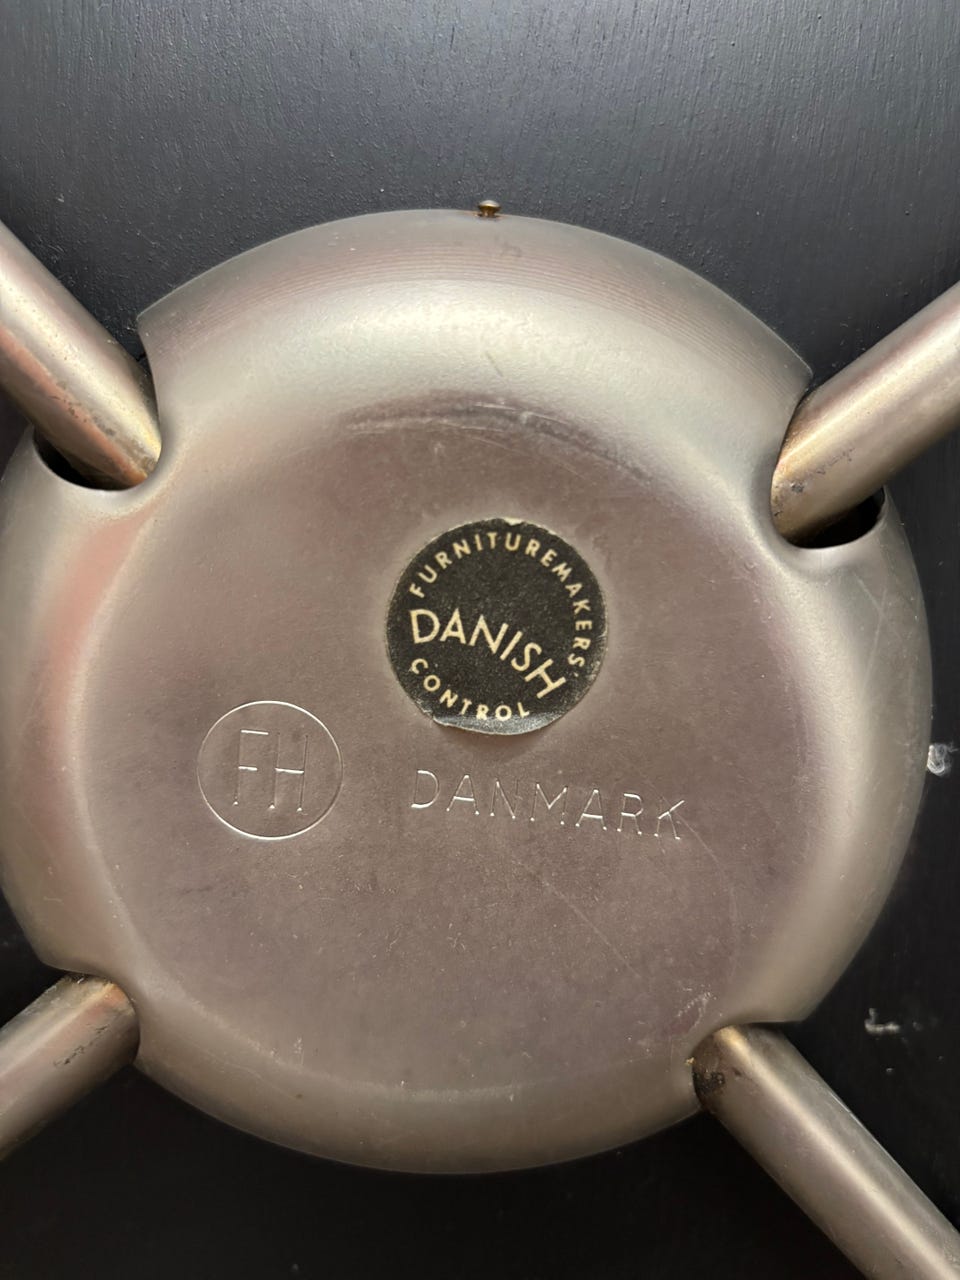 FURNITUREMAKERS'
DANISH
CONTROL
FH
DANMARK